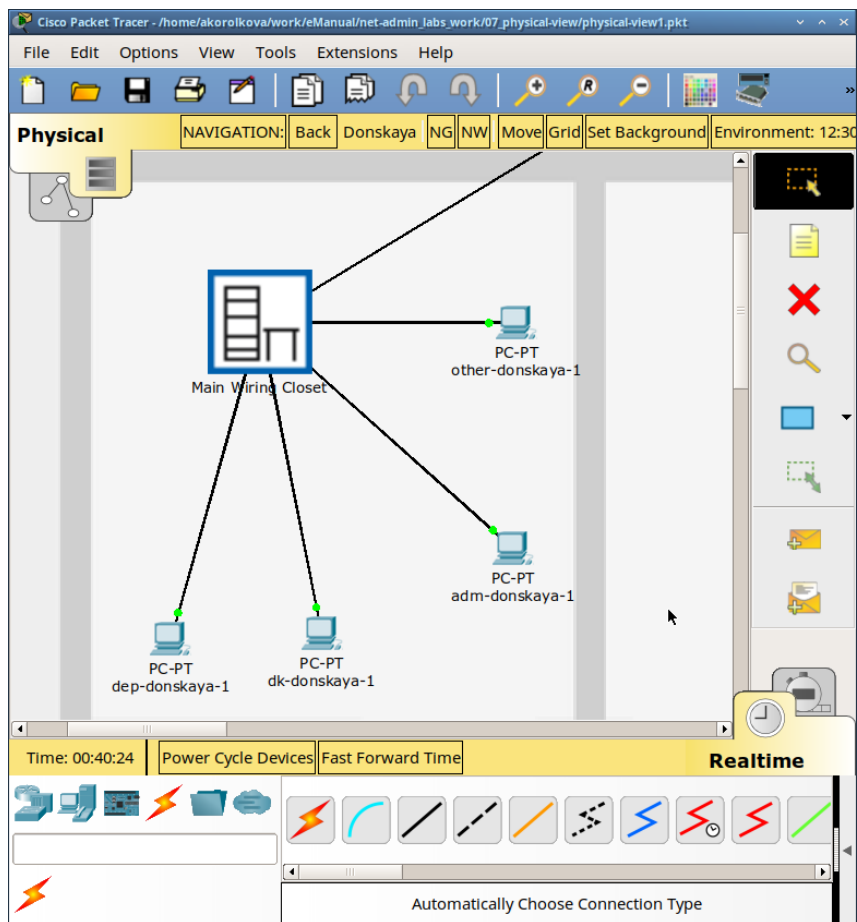 Cisco Packet Tracer - /home/akorolkova/work/eManual/net-admin_labs_work/07_physical-view/physical-view1.pkt
File Edit Options View Tools Extensions Help
R
»
Physical NAVIGATION: Back Donskaya NG NW Move Grid Set Background Environment: 12:30
PC-PT
other-donskaya-1
Main Wiring Closet
PC-PT
adm-donskaya-1
PC-PT
dep-donskaya-1
PC-PT
dk-donskaya-1
Time: 00:40:24 Power Cycle Devices Fast Forward Time Realtime
Automatically Choose Connection Type